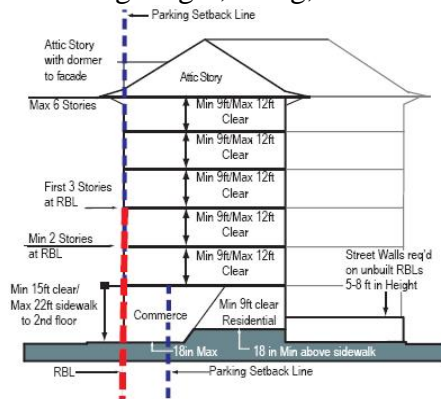 Parking Setback Line
Attic Story
with dormer
to facade
Attic Story
Max 6 Stories
Min 9ft/Max 12ft
Clear
Min 9ft/Max 12ft
Clear
Min 9ft/Max 12ft
Clear
First 3 Stories
at RBL
Min 9ft/Max 12ft
Clear
Min 2 Stories
at RBL
Min 9ft/Max 12ft
Clear
Street Walls req'd
on unbuilt RBLs
5-8 ft in Height
Min 15ft clear/
Max 22ft sidewalk
to 2nd floor
Commerce
Min 9ft clear
Residential
18in Max
18 in Min above sidewalk
RBL
Parking Setback Line